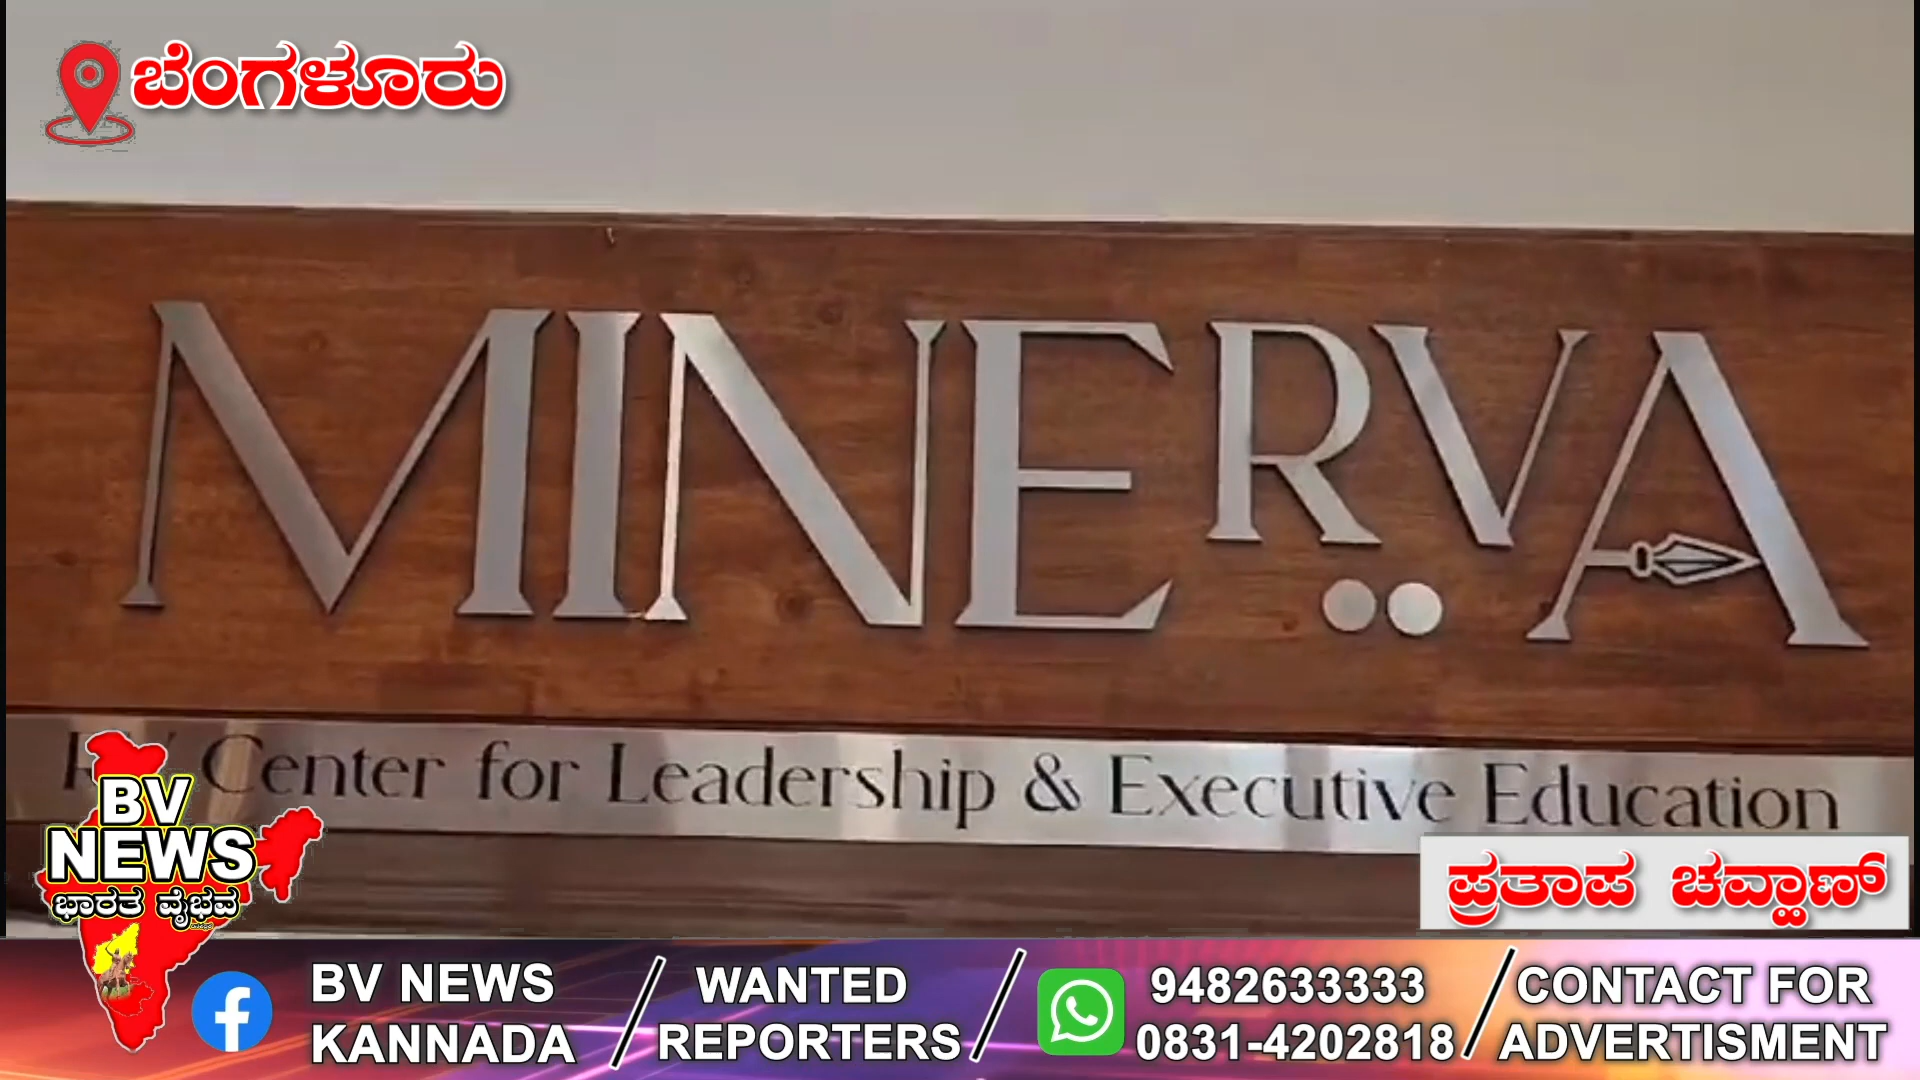 ಬೆಂಗಳೂರು
MINERVA
RV Center for Leadership & Executive Education
BV
NEWS
ಭಾರತ ವೈಭವ
ಪ್ರತಾಪ ಚವ್ಹಾಣ್
BV NEWS
KANNADA
WANTED
REPORTERS
9482633333
0831-4202818
CONTACT FOR
ADVERTISMENT